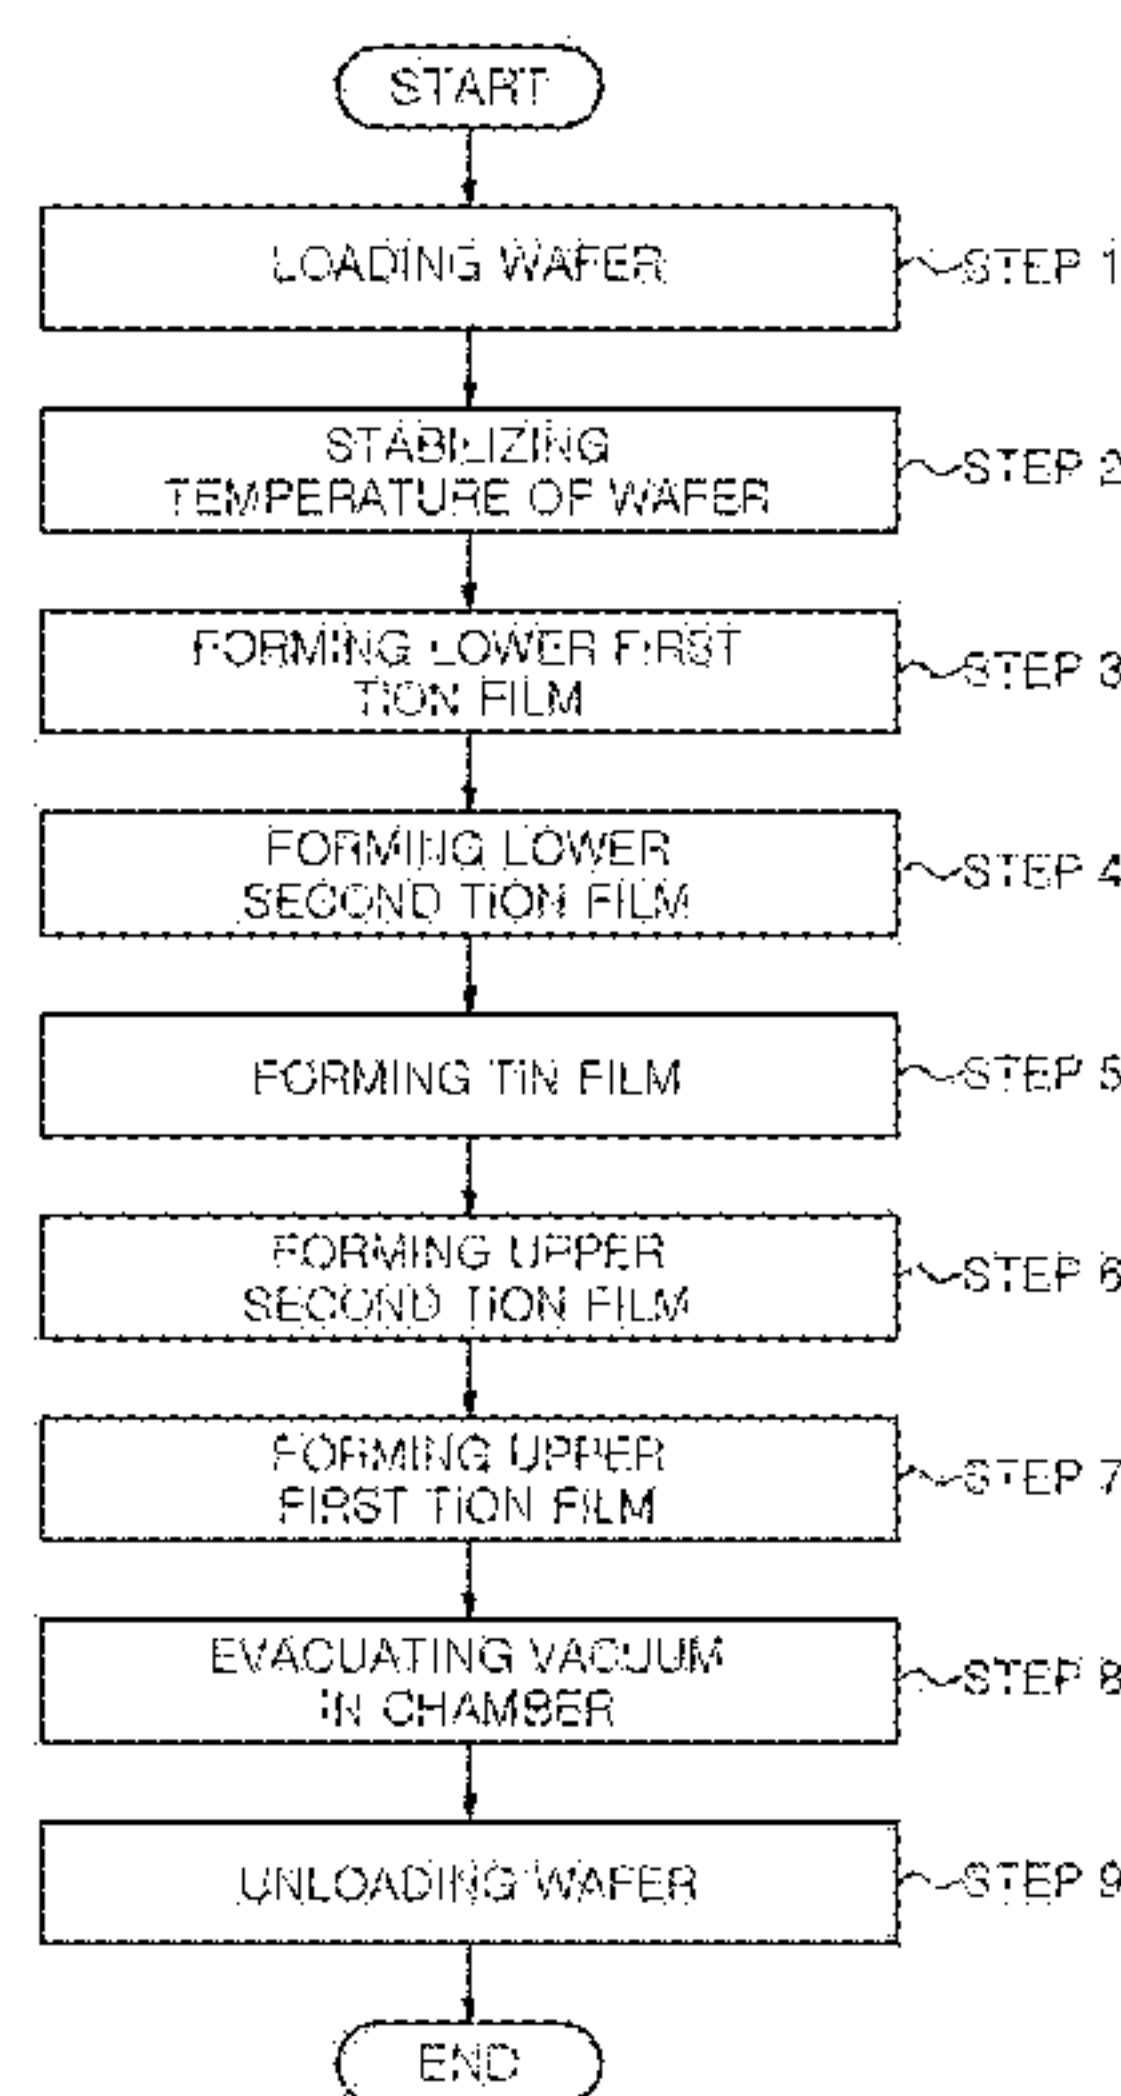 START
LOADING WAFER
STEP 1
STABILIZING
TEMPERATURE OF WAFER
STEP 2
FORMING LOWER FIRST
TiON FILM
STEP 3
FORMING LOWER
SECOND TiON FILM
STEP 4
FORMING TiN FILM
STEP 5
FORMING UPPER
SECOND TiON FILM
STEP 6
FORMING UPPER
FIRST TiON FILM
STEP 7
EVACUATING VACUUM
IN CHAMBER
STEP 8
UNLOADING WAFER
STEP 9
END